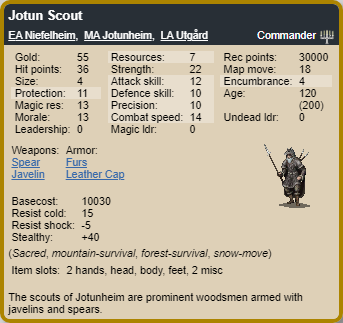 Jotun Scout
EA Niefelheim, MA Jotunheim, LA Utgård Commander
Gold: 55 Resources: 7 Rec points: 30000
Hit points: 36 Strength: 22 Map move: 18
Size: 4 Attack skill: 12 Encumbrance: 4
Protection: 11 Defence skill: 10 Age: 120
Magic res: 13 Precision: 10 (200)
Morale: 13 Combat speed: 14 Undead ldr: 0
Leadership: 0 Magic ldr: 0
Weapons: Armor:
Spear Furs
Javelin Leather Cap
Basecost: 10030
Resist cold: 15
Resist shock: -5
Stealthy: +40
(Sacred, mountain-survival, forest-survival, snow-move)
Item slots: 2 hands, head, body, feet, 2 misc
The scouts of Jotunheim are prominent woodsmen armed with
javelins and spears.